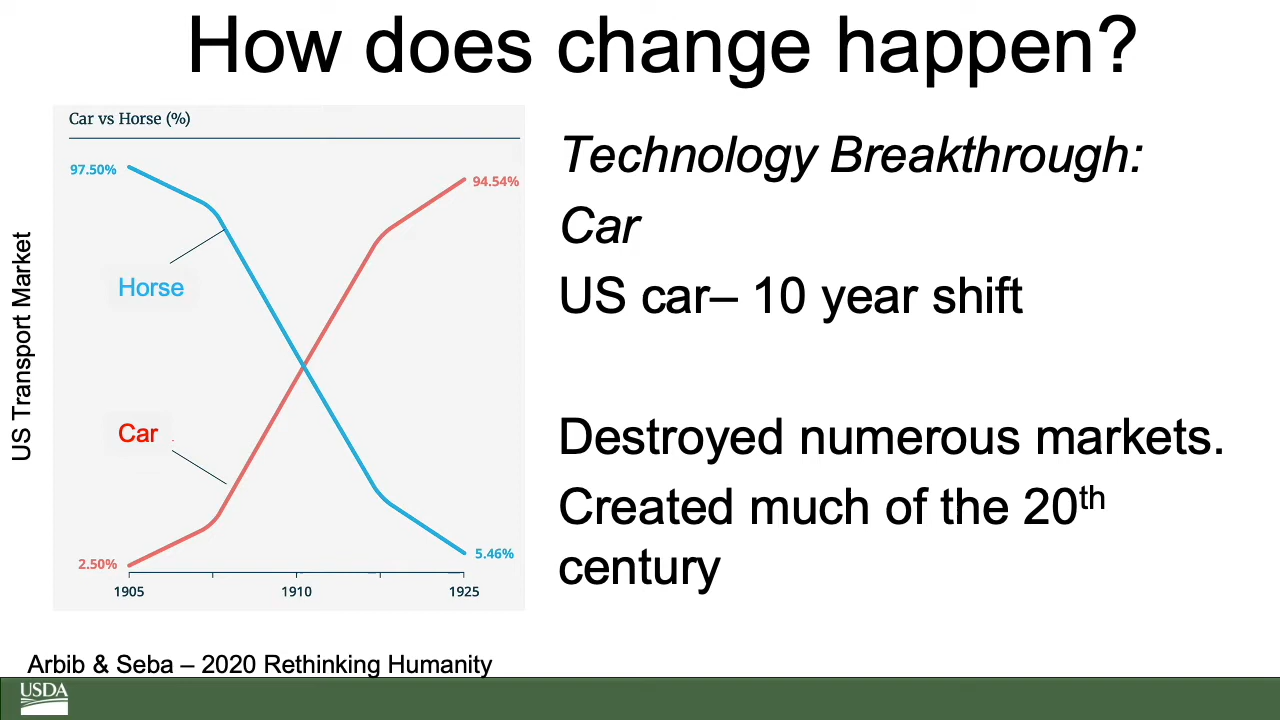 How does change happen?
Car vs Horse (%)
97.50%
94.54%
Horse
Car
2.50%
5.46%
1905
1910
1925
US Transport Market
Technology Breakthrough:
Car
US car– 10 year shift
Destroyed numerous markets.
Created much of the 20th
century
Arbib & Seba – 2020 Rethinking Humanity
USDA